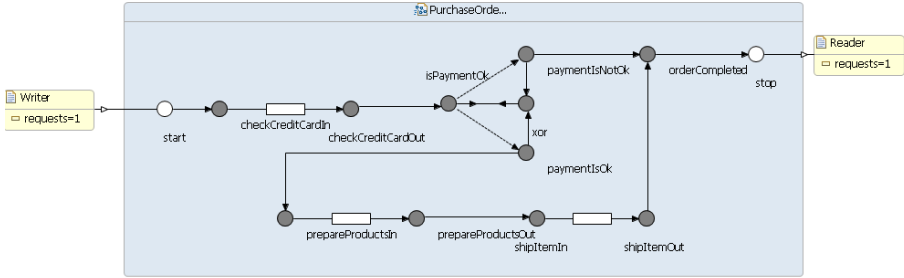 PurchaseOrde...
Reader
requests=1
isPaymentOk
paymentIsNotOk
orderCompleted
stop
Writer
requests=1
start
checkCreditCardIn
checkCreditCardOut
xor
paymentIsOk
prepareProductsIn
prepareProductsOut
shipItemIn
shipItemOut